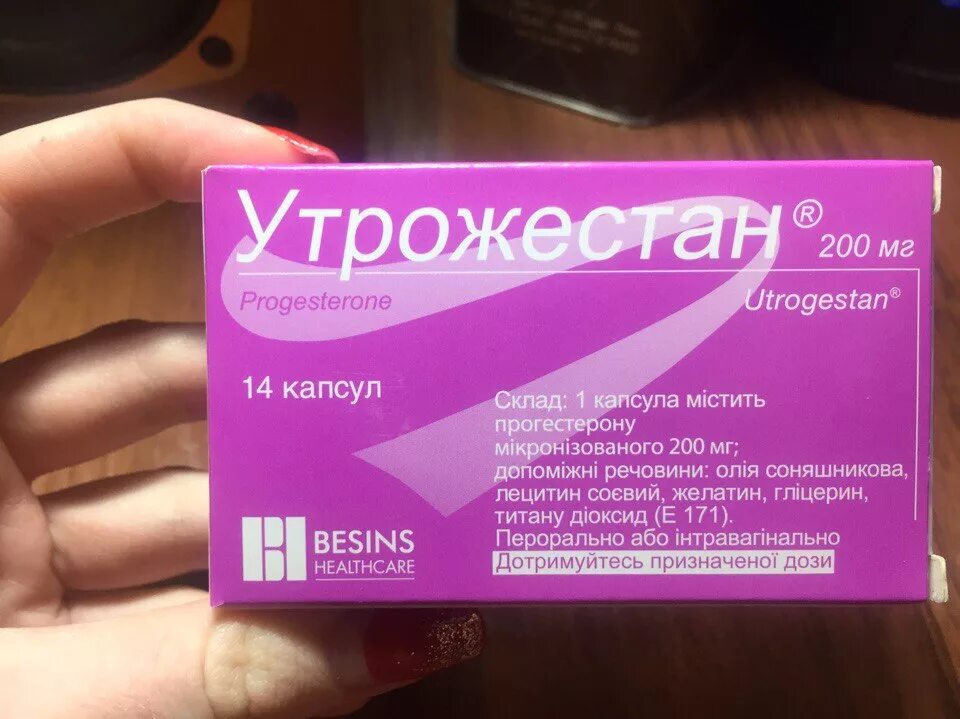 Утрожестан®
200 мг
Progesterone
Utrogestan®
14 капсул
Склад: 1 капсула містить
прогестерону
мікронізованого 200 мг;
допоміжні речовини: олія соняшникова,
лецитин соєвий, желатин, гліцерин,
титану діоксид (Е 171).
Перорально або інтравагінально
Дотримуйтесь призначеної дози
BESINS
HEALTHCARE